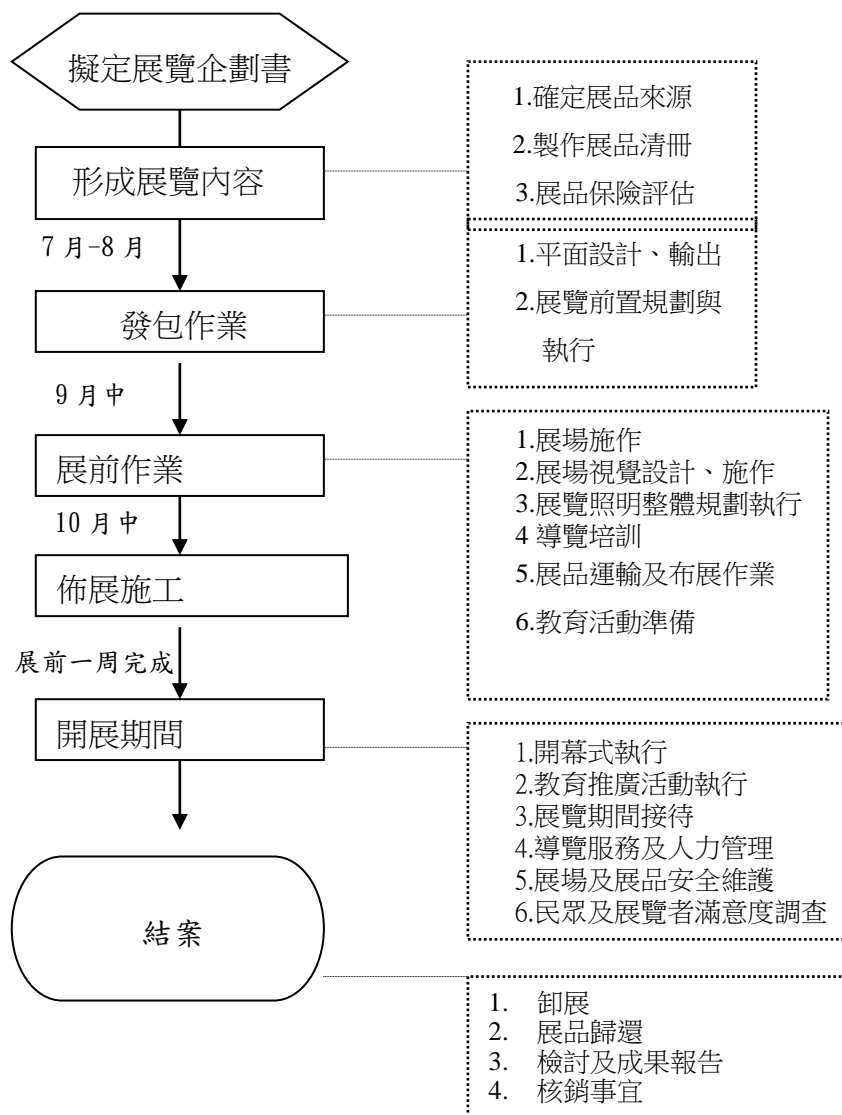 擬定展覽企劃書
1.確定展品來源
2.製作展品清冊
3.展品保險評估
形成展覽內容
7 月-8 月
1.平面設計、輸出
2.展覽前置規劃與
執行
發包作業
9 月中
1.展場施作
2.展場視覺設計、施作
3.展覽照明整體規劃執行
4 導覽培訓
5.展品運輸及布展作業
6.教育活動準備
展前作業
10 月中
佈展施工
展前一周完成
開展期間
1.開幕式執行
2.教育推廣活動執行
3.展覽期間接待
4.導覽服務及人力管理
5.展場及展品安全維護
6.民眾及展覽者滿意度調查
結案
1. 卸展
2. 展品歸還
3. 檢討及成果報告
4. 核銷事宜